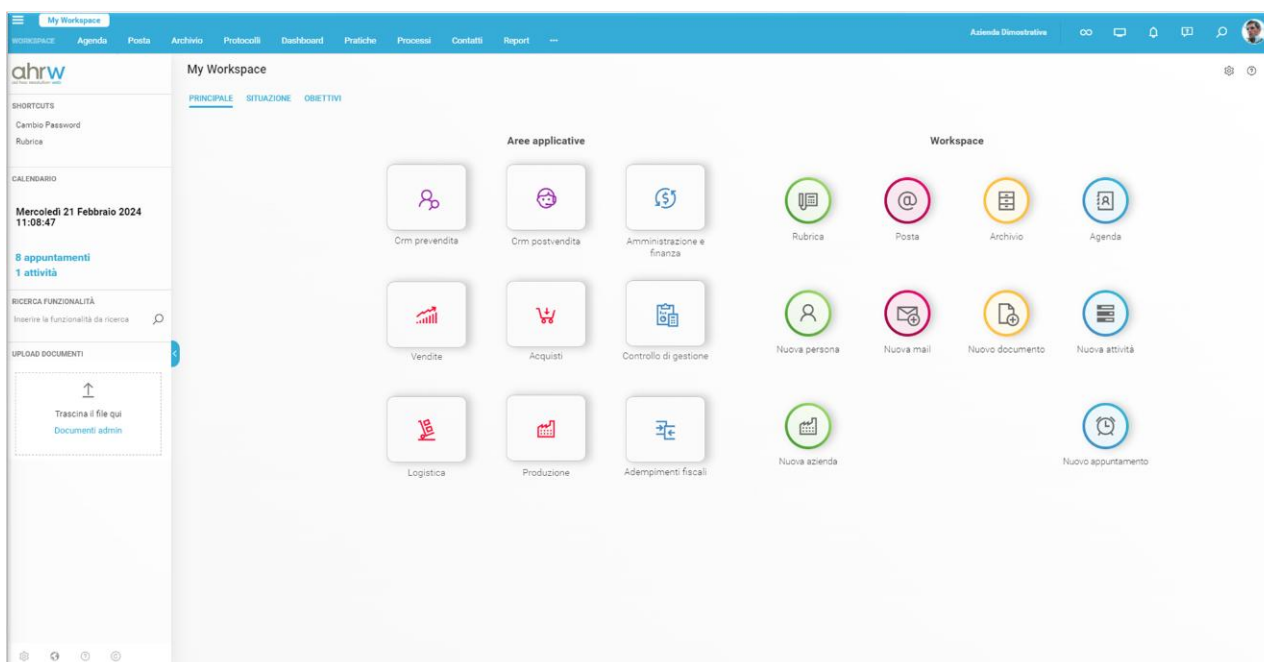 My Workspace
WORKSPACE Agenda Posta Archivio Protocolli Dashboard Pratiche Processi Contatti Report ··· Azienda Dimostrativa
ahrw
My Workspace
PRINCIPALE SITUAZIONE OBIETTIVI
SHORTCUTS
Cambio Password
Rubrica
CALENDARIO
Mercoledì 21 Febbraio 2024
11:08:47
8 appuntamenti
1 attività
RICERCA FUNZIONALITÀ
Inserire la funzionalità da ricerca
UPLOAD DOCUMENTI
Trascina il file qui
Documenti admin
Aree applicative
Crm prevendita
Crm postvendita
Amministrazione e
finanza
Vendite
Acquisti
Controllo di gestione
Logistica
Produzione
Adempimenti fiscali
Workspace
Rubrica
Posta
Archivio
Agenda
Nuova persona
Nuova mail
Nuovo documento
Nuova attività
Nuova azienda
Nuovo appuntamento